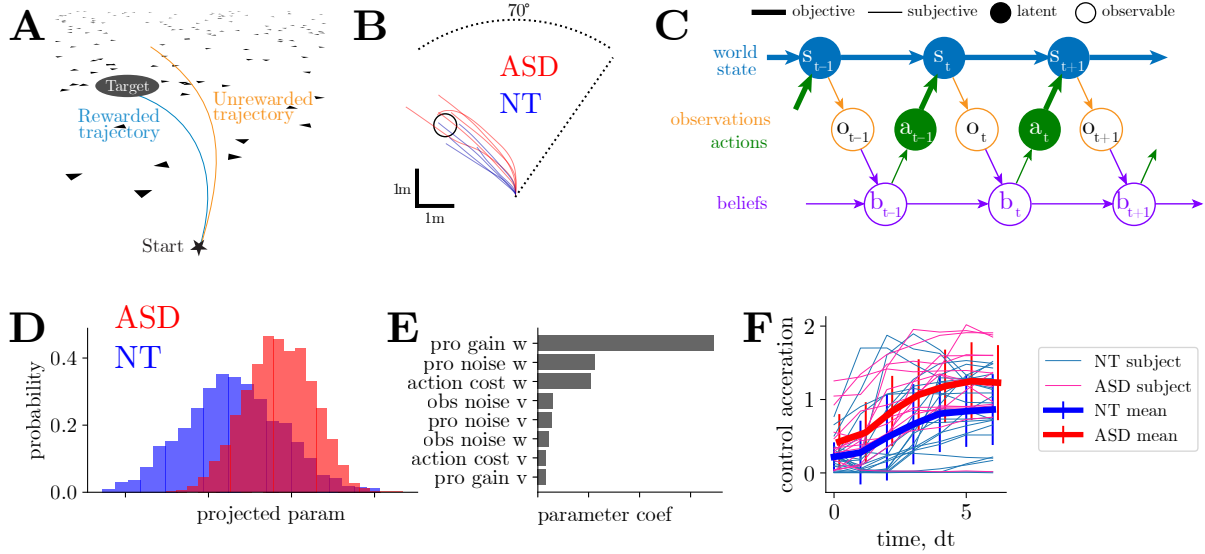 A
Target
Rewarded
trajectory
Unrewarded
trajectory
Start
B
70°
ASD
NT
1m
1m
C
objective
subjective
latent
observable
world
state
observations
actions
beliefs
s t-1
s t
s t+1
o t-1
a t-1
o t
a t
o t+1
b t-1
b t
b t+1
D
ASD
NT
probability
0.4
0.2
0.0
projected param
E
pro gain w
pro noise w
action cost w
obs noise v
pro noise v
obs noise w
action cost v
pro gain v
parameter coef
F
control acceration
2
1
0
0
5
time, dt
NT subject
ASD subject
NT mean
ASD mean